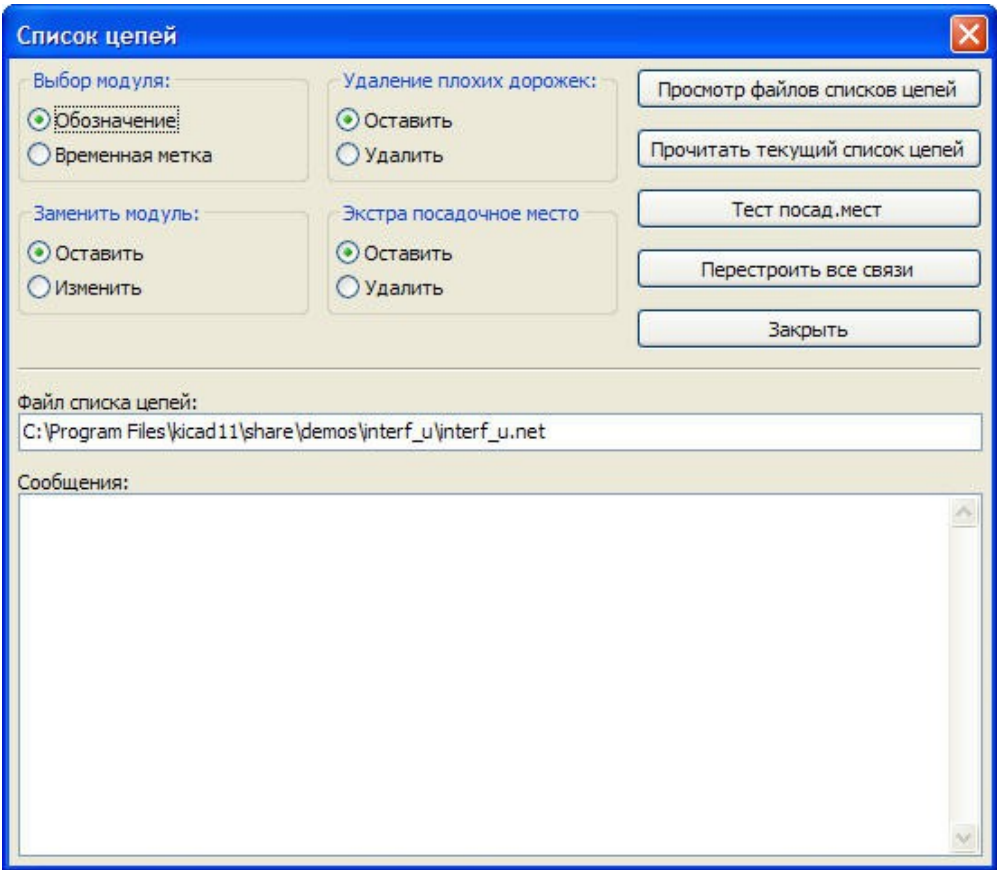 Список цепей
Выбор модуля:
Обозначение
Временная метка
Удаление плохих дорожек:
Оставить
Удалить
Заменить модуль:
Оставить
Изменить
Экстра посадочное место
Оставить
Удалить
Просмотр файлов списков цепей
Прочитать текущий список цепей
Тест посад.мест
Перестроить все связи
Закрыть
Файл списка цепей:
C:\Program Files\kicad11\share\demos\interf_u\interf_u.net
Сообщения: